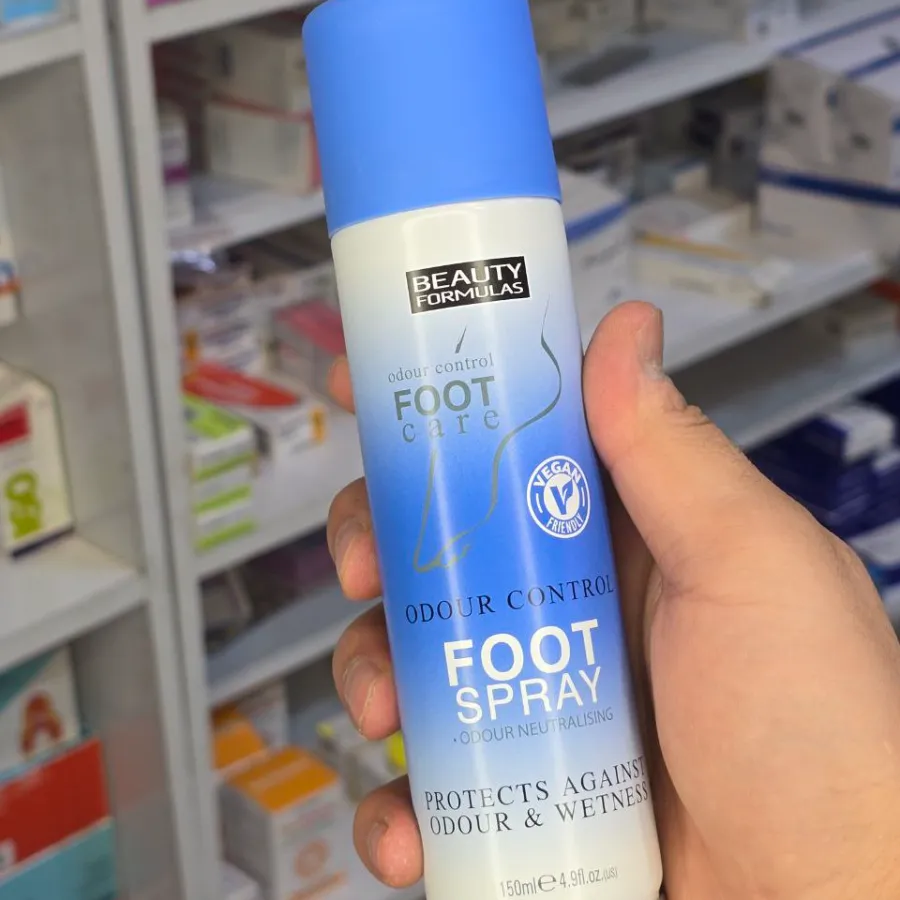 BEAUTY
FORMULAS
odour control
FOOT
care
VEGAN
FRIENDLY
ODOUR CONTROL
FOOT
SPRAY
• ODOUR NEUTRALISING
PROTECTS AGAINST
ODOUR & WETNESS
150ml℮4.9fl.oz.(US)